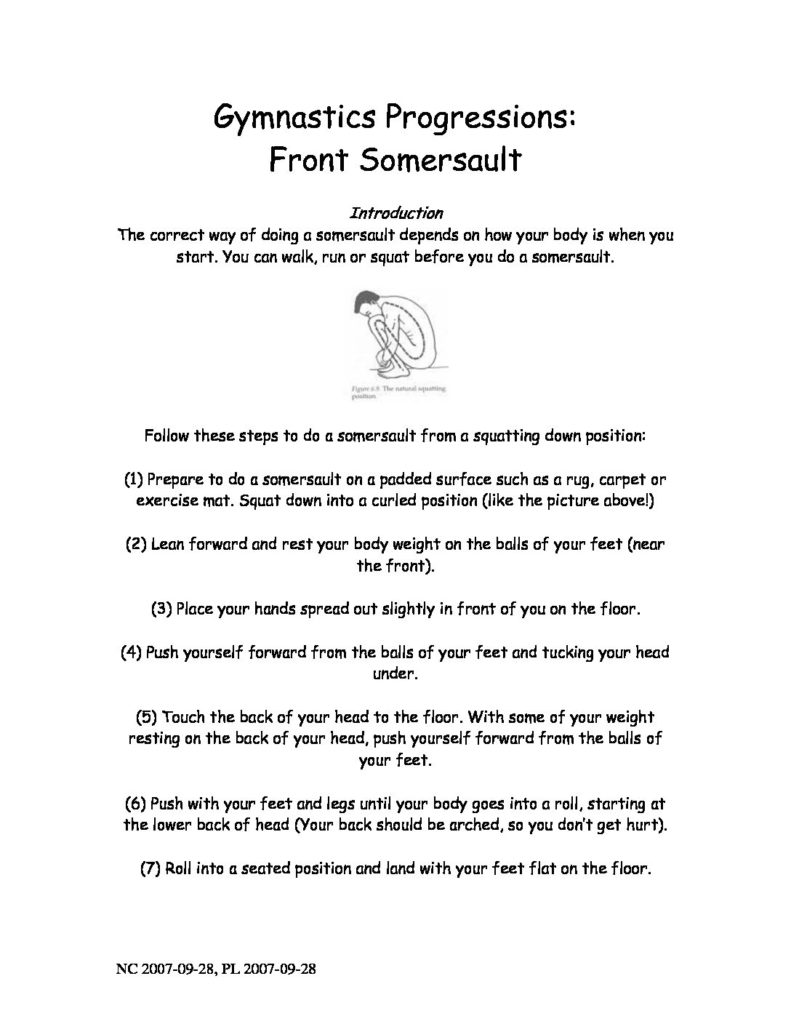 Gymnastics Progressions:
Front Somersault
Introduction
The correct way of doing a somersault depends on how your body is when you
start. You can walk, run or squat before you do a somersault.
Figure 6.8 The natural squatting
position.
Follow these steps to do a somersault from a squatting down position:
(1) Prepare to do a somersault on a padded surface such as a rug, carpet or
exercise mat. Squat down into a curled position (like the picture above!)
(2) Lean forward and rest your body weight on the balls of your feet (near
the front).
(3) Place your hands spread out slightly in front of you on the floor.
(4) Push yourself forward from the balls of your feet and tucking your head
under.
(5) Touch the back of your head to the floor. With some of your weight
resting on the back of your head, push yourself forward from the balls of
your feet.
(6) Push with your feet and legs until your body goes into a roll, starting at
the lower back of head (Your back should be arched, so you don't get hurt).
(7) Roll into a seated position and land with your feet flat on the floor.
NC 2007-09-28, PL 2007-09-28